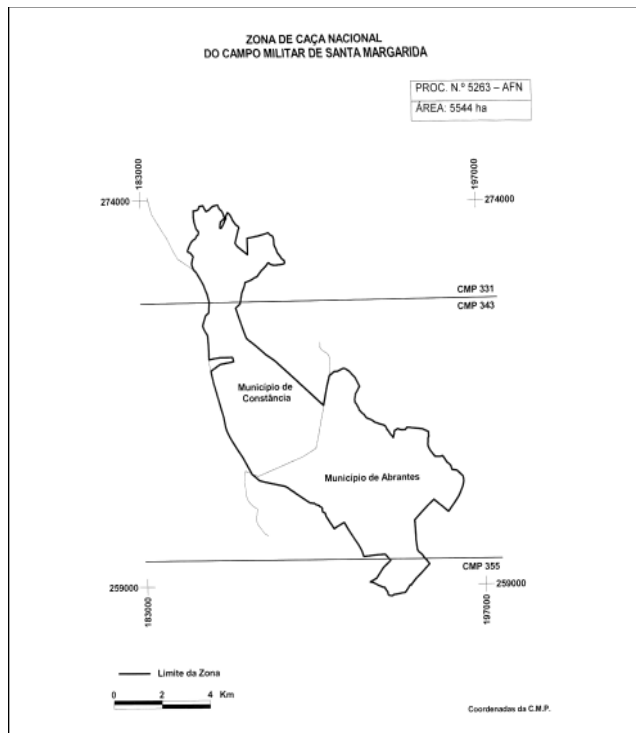 ZONA DE CAÇA NACIONAL
DO CAMPO MILITAR DE SANTA MARGARIDA
PROC. N.º 5263 – AFN
ÁREA: 5544 ha
183000
197000
274000
274000
CMP 331
CMP 343
Município de
Constância
Município de Abrantes
CMP 355
259000
259000
183000
197000
Limite da Zona
0 2 4 Km
Coordenadas da C.M.P.